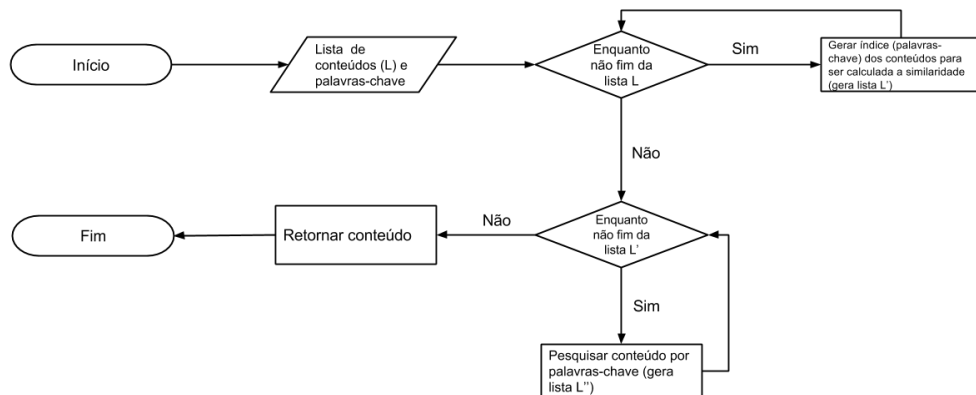 Início
Lista de
conteúdos (L) e
palavras-chave
Enquanto
não fim da
lista L
Sim
Gerar índice (palavras-
chave) dos conteúdos para
ser calculada a similaridade
(gera lista L')
Não
Enquanto
não fim da
lista L'
Não
Retornar conteúdo
Fim
Sim
Pesquisar conteúdo por
palavras-chave (gera
lista L'')